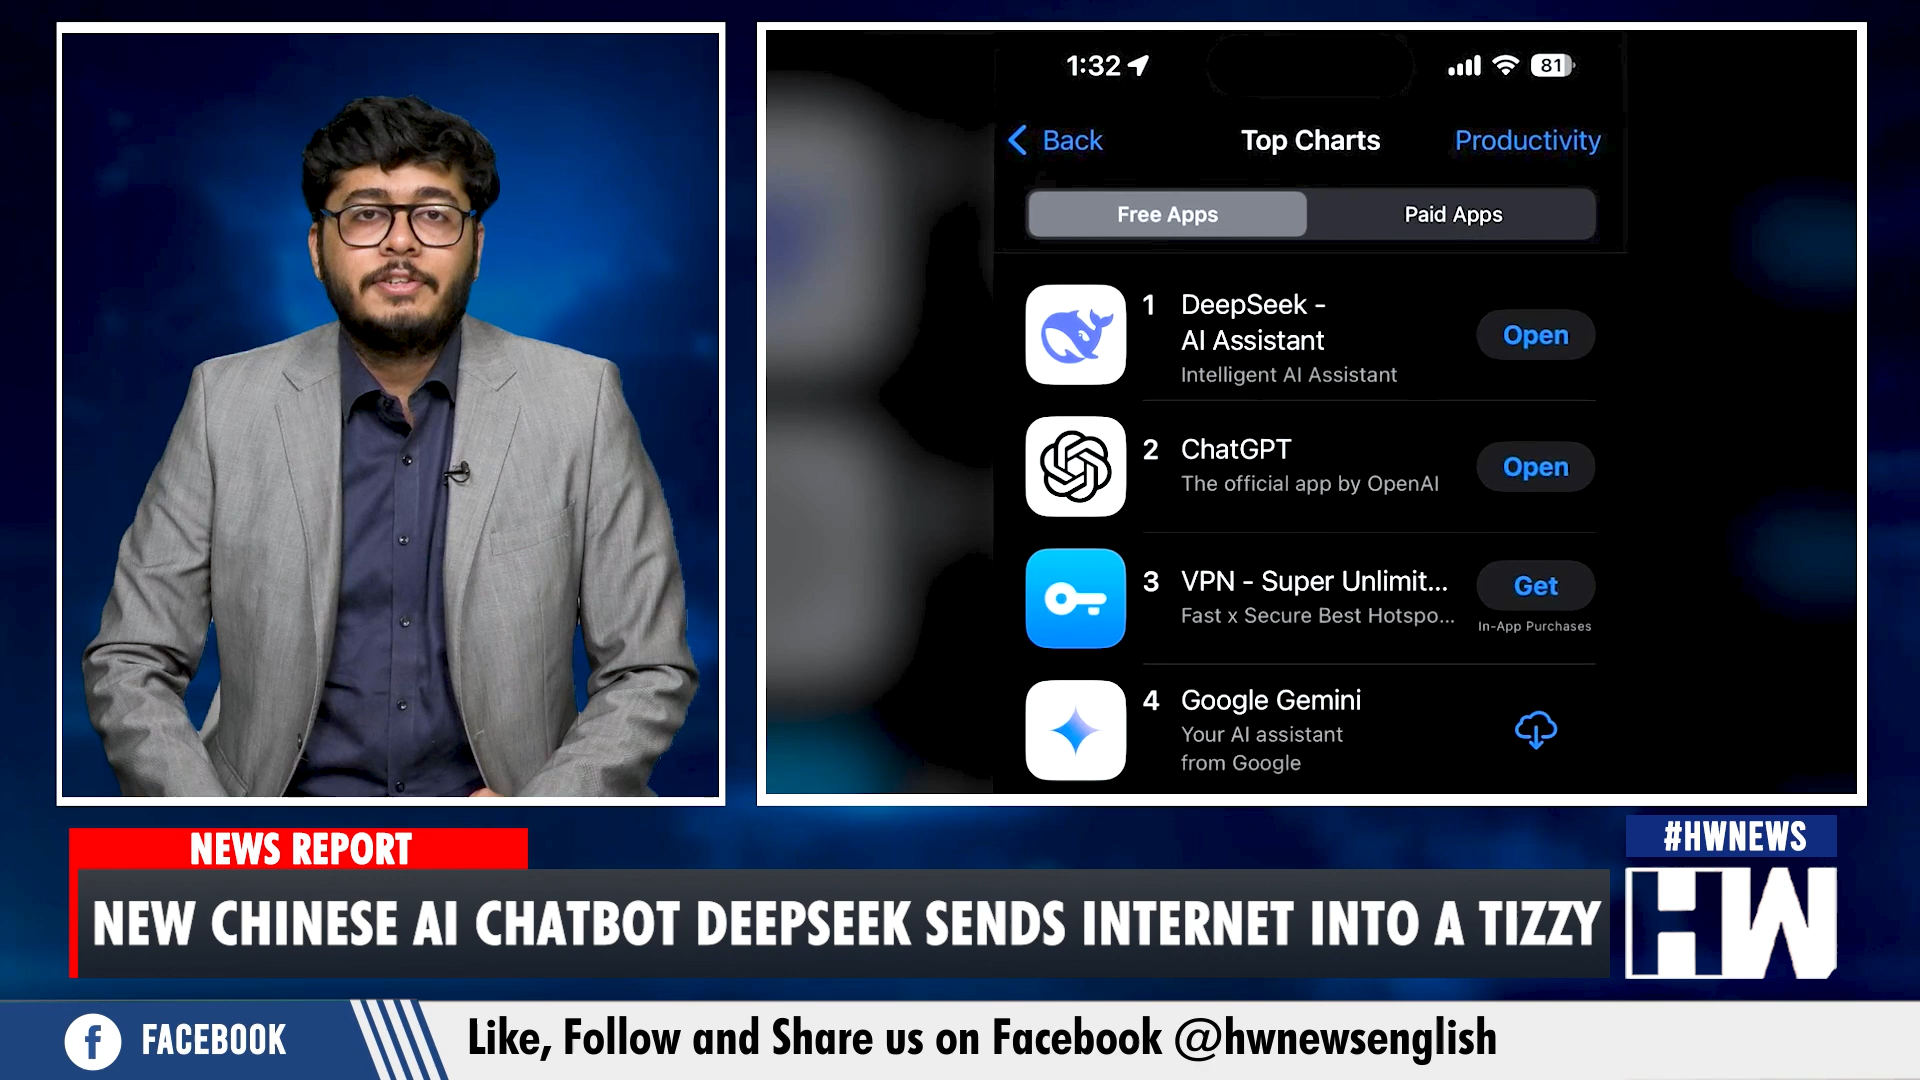 1:32
81
Back
Top Charts
Productivity
Free Apps
Paid Apps
1
DeepSeek -
AI Assistant
Intelligent AI Assistant
Open
2
ChatGPT
The official app by OpenAI
Open
3
VPN - Super Unlimit...
Fast x Secure Best Hotspo...
Get
In-App Purchases
4
Google Gemini
Your AI assistant
from Google
NEWS REPORT
#HWNEWS
NEW CHINESE AI CHATBOT DEEPSEEK SENDS INTERNET INTO A TIZZY
HW
f
FACEBOOK
Like, Follow and Share us on Facebook @hwnewsenglish